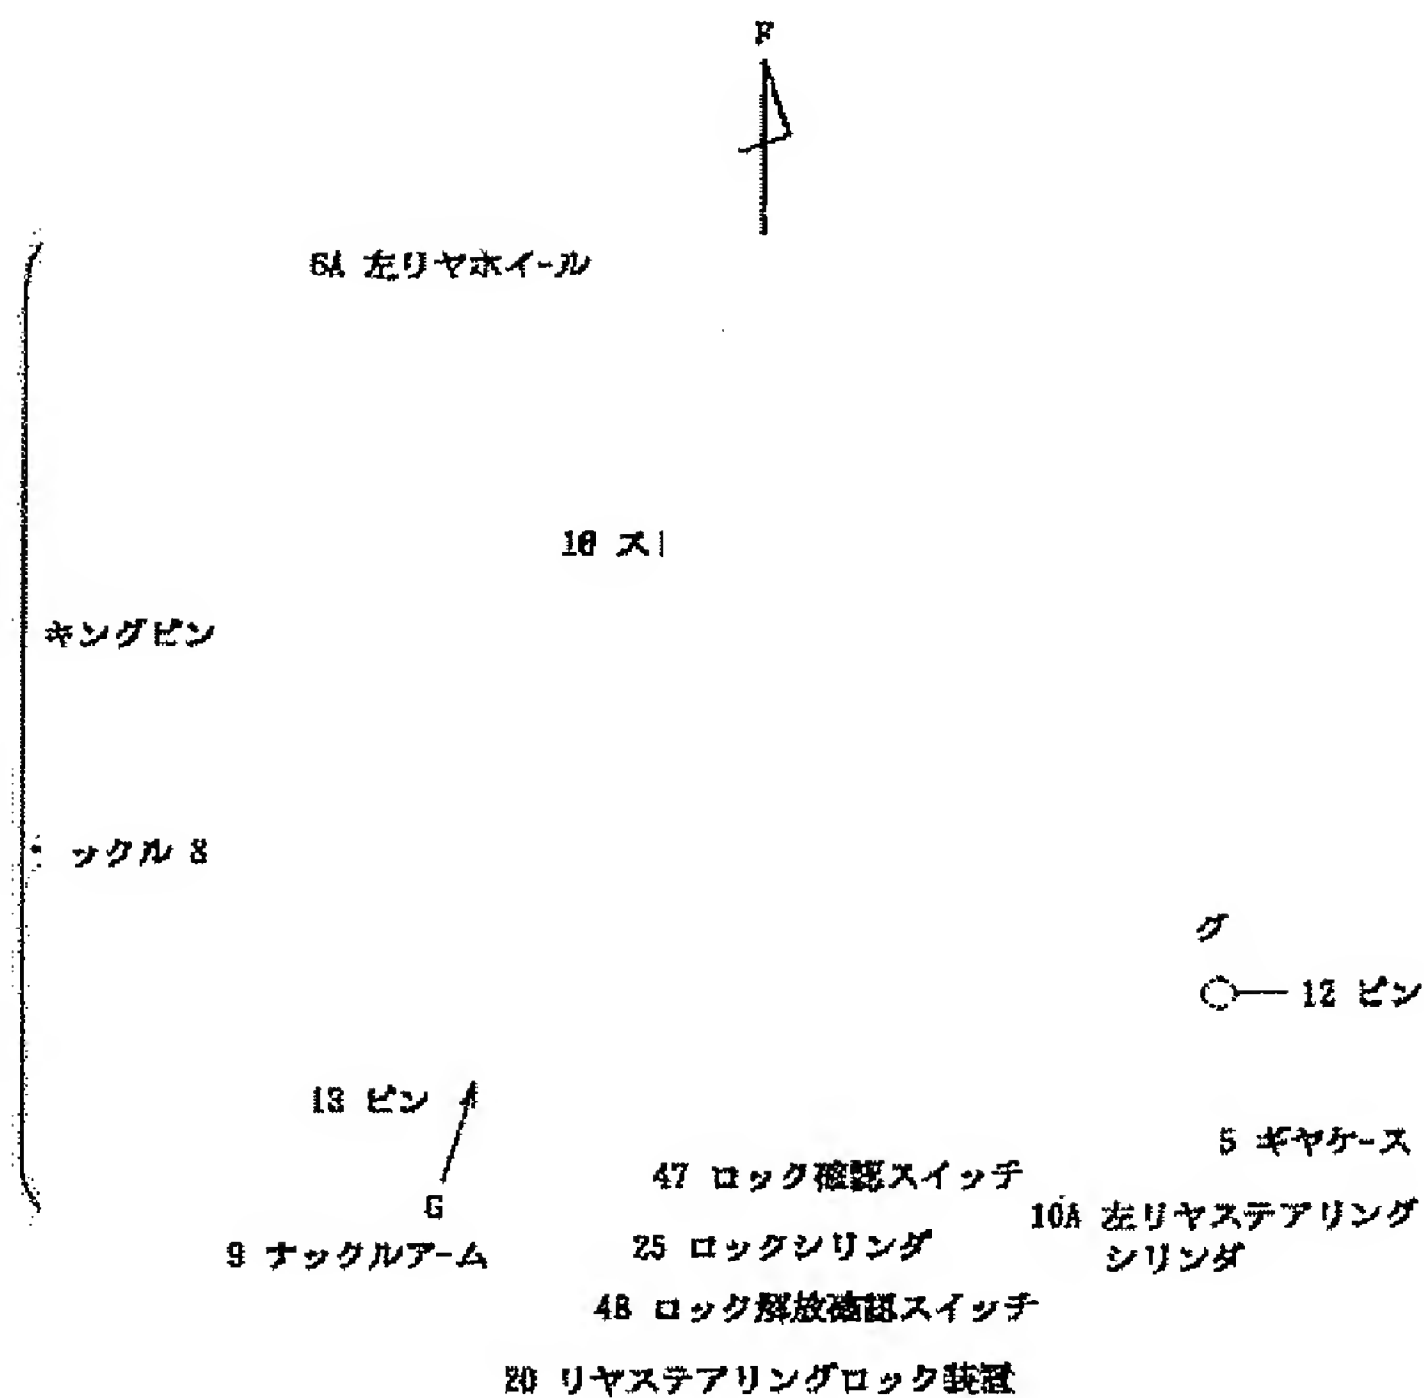 F
6A 左リヤホイール
16 ス
キングピン
ックル 8
グ
12 ピン
13 ピン
G
5 ギヤケース
47 ロック確認スイッチ
10A 左リヤステアリング
シリンダ
9 ナックルアーム
25 ロックシリンダ
48 ロック解放確認スイッチ
20 リヤステアリングロック装置